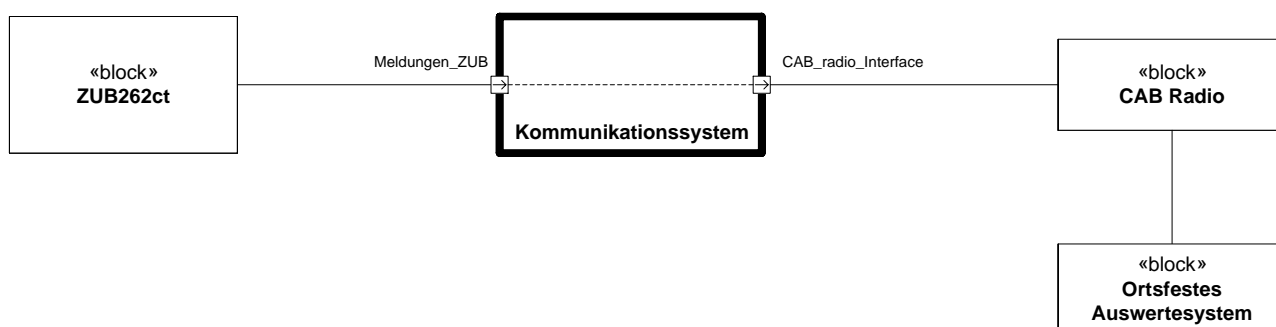 «block»
ZUB262ct
Meldungen_ZUB
Kommunikationssystem
CAB_radio_Interface
«block»
CAB Radio
«block»
Ortsfestes
Auswertesystem